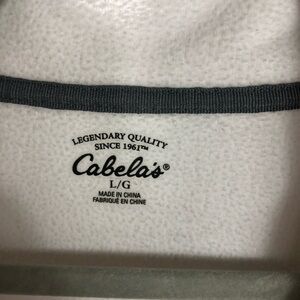 LEGENDARY QUALITY
SINCE 1961™
Cabela's®
L/G
MADE IN CHINA
FABRIQUÉ EN CHINE